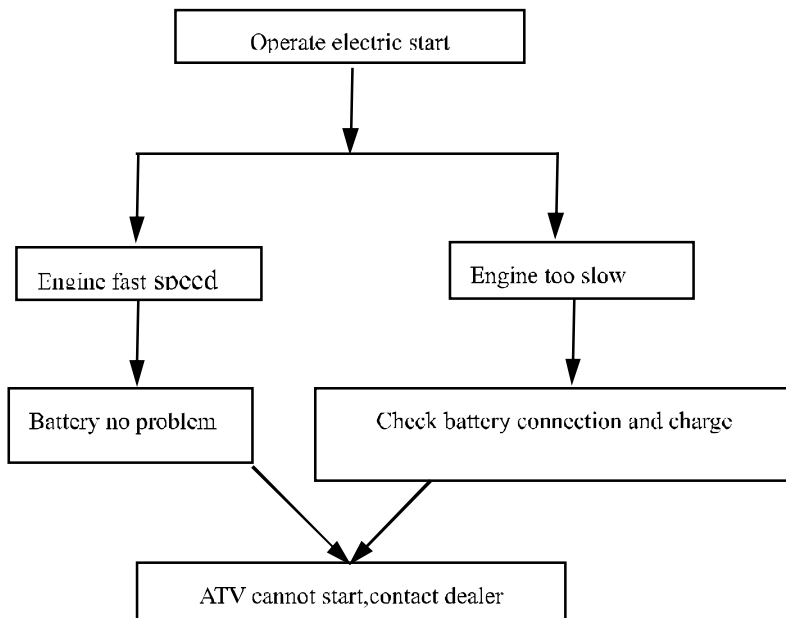 Operate electric start
Engine fast speed
Engine too slow
Battery no problem
Check battery connection and charge
ATV cannot start,contact dealer